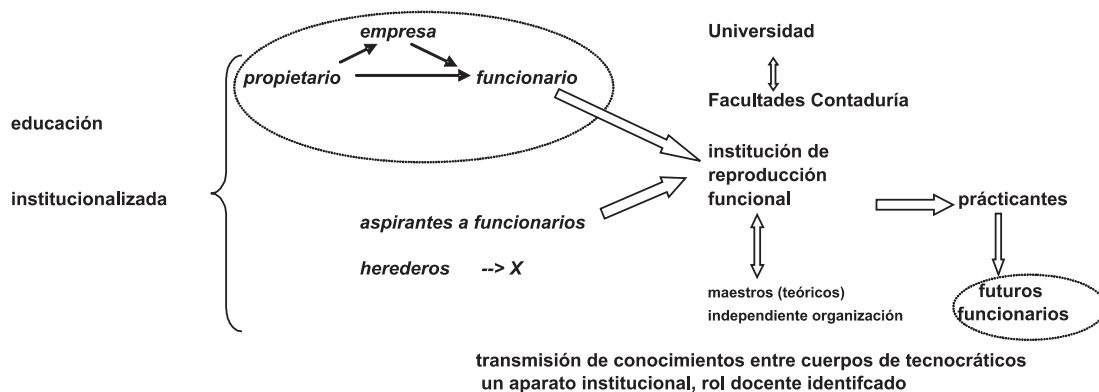 empresa
propietario
funcionario
Universidad
Facultades Contaduría
educación
institucionalizada
institución de
reproducción
funcional
aspirantes a funcionarios
herederos --> X
prácticantes
maestros (teóricos)
independiente organización
futuros
funcionarios
transmisión de conocimientos entre cuerpos de tecnocráticos
un aparato institucional, rol docente identifcado